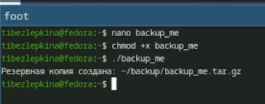 foot
tibezlepkina@fedora:~$ nano backup_me
tibezlepkina@fedora:~$ chmod +x backup_me
tibezlepkina@fedora:~$ ./backup_me
Резервная копия создана: ~/backup/backup_me.tar.gz
tibezlepkina@fedora:~$